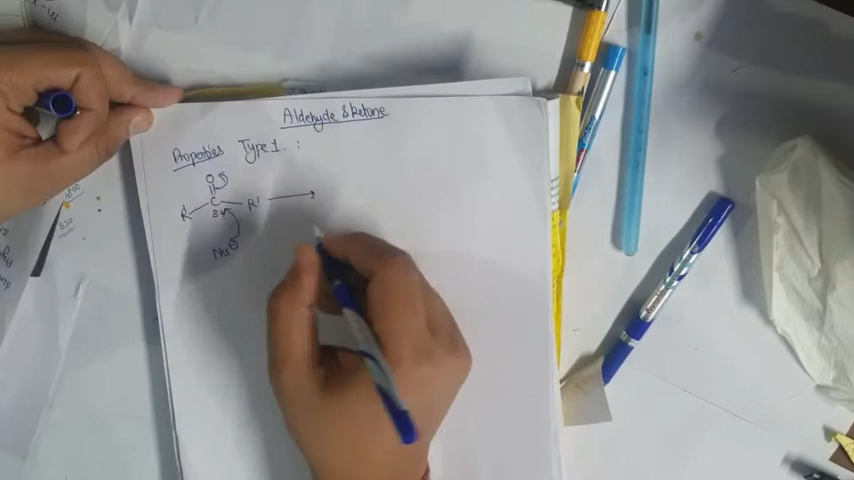 Aldehyde & ketone
Properties Type 1 :
O
R C R'
δ+
Nu